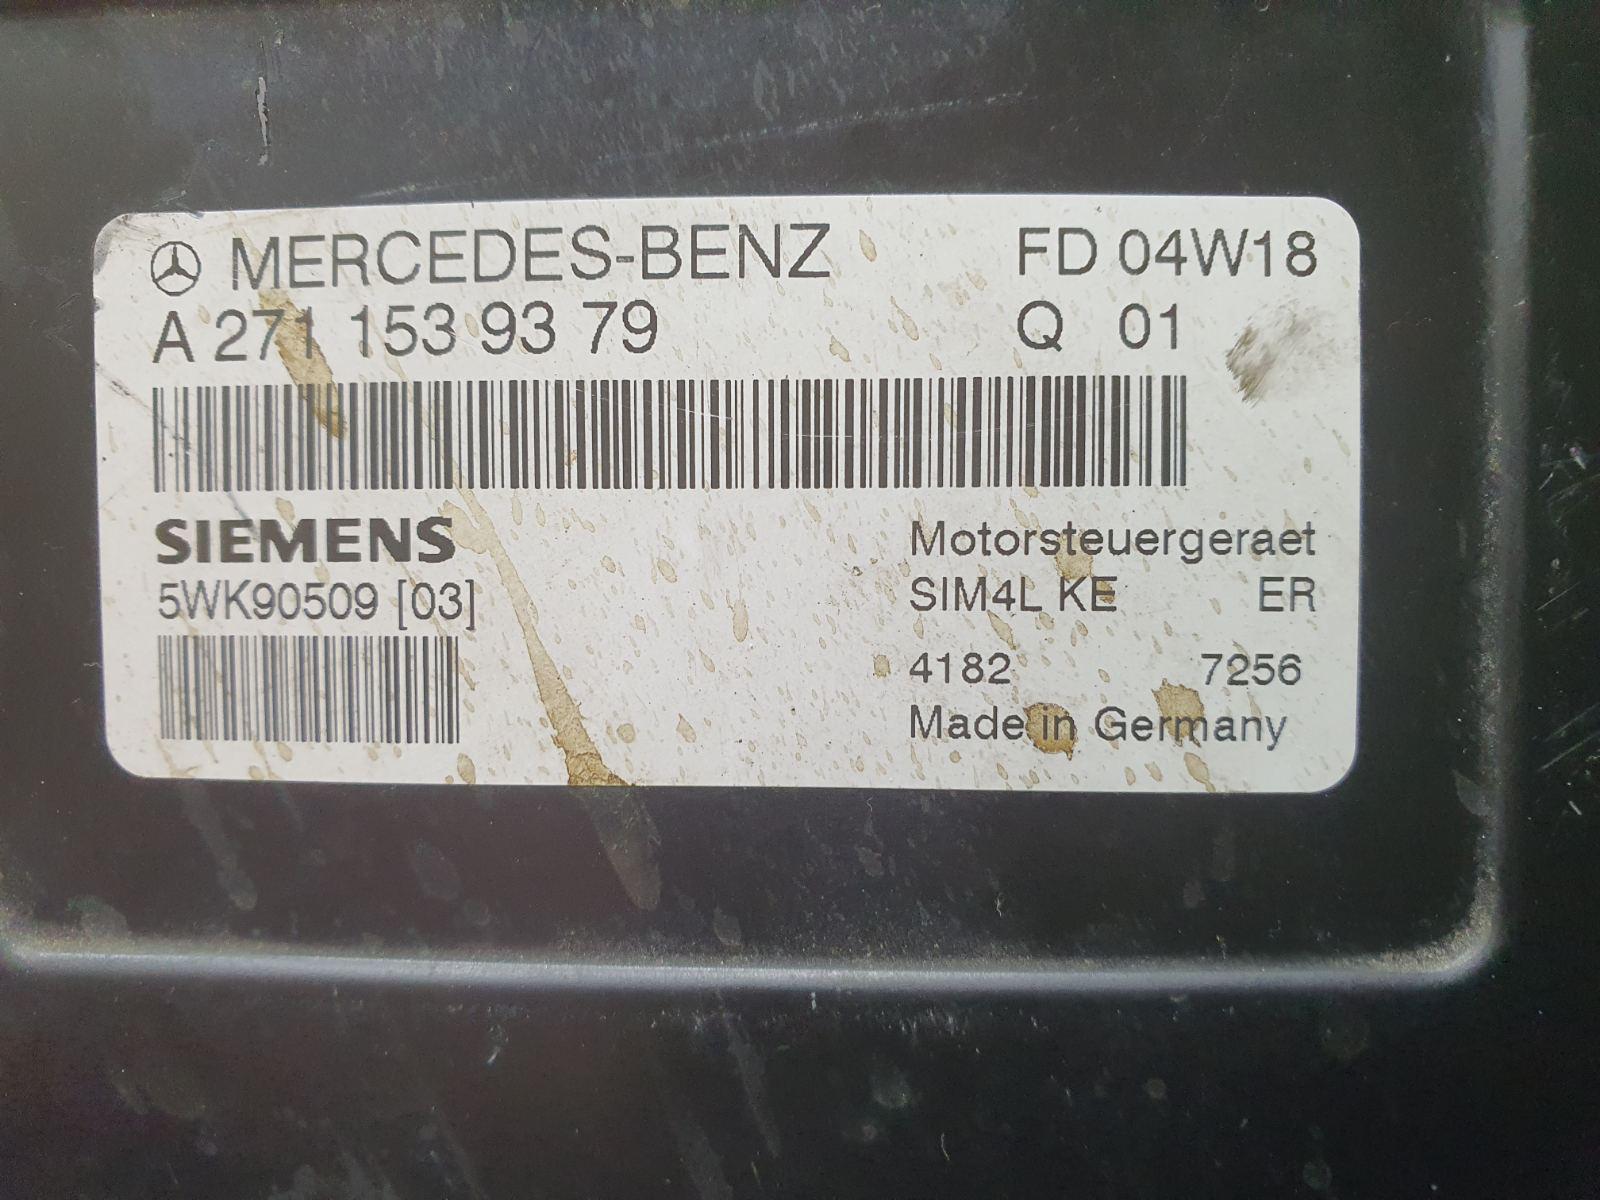 MERCEDES-BENZ FD 04W18
A 271 153 93 79 Q 01
SIEMENS Motorsteuergeraet
5WK90509 [03] SIM4L KE ER
4182 7256
Made in Germany